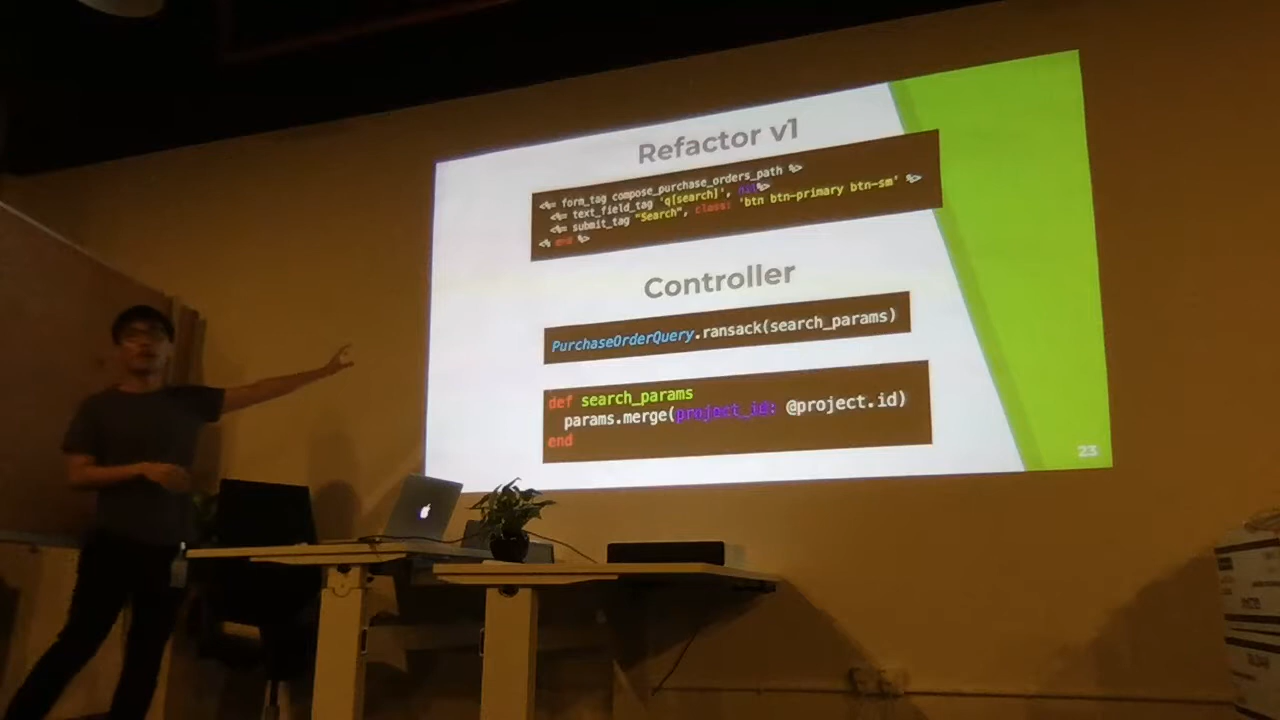 Refactor v1
<%= form_tag compose_purchase_orders_path %>
<%= text_field_tag 'q[search]', nil%>
<%= submit_tag "Search", class: 'btn btn-primary btn-sm' %>
<% end %>
Controller
PurchaseOrderQuery.ransack(search_params)
def search_params
params.merge(project_id: @project.id)
end
23